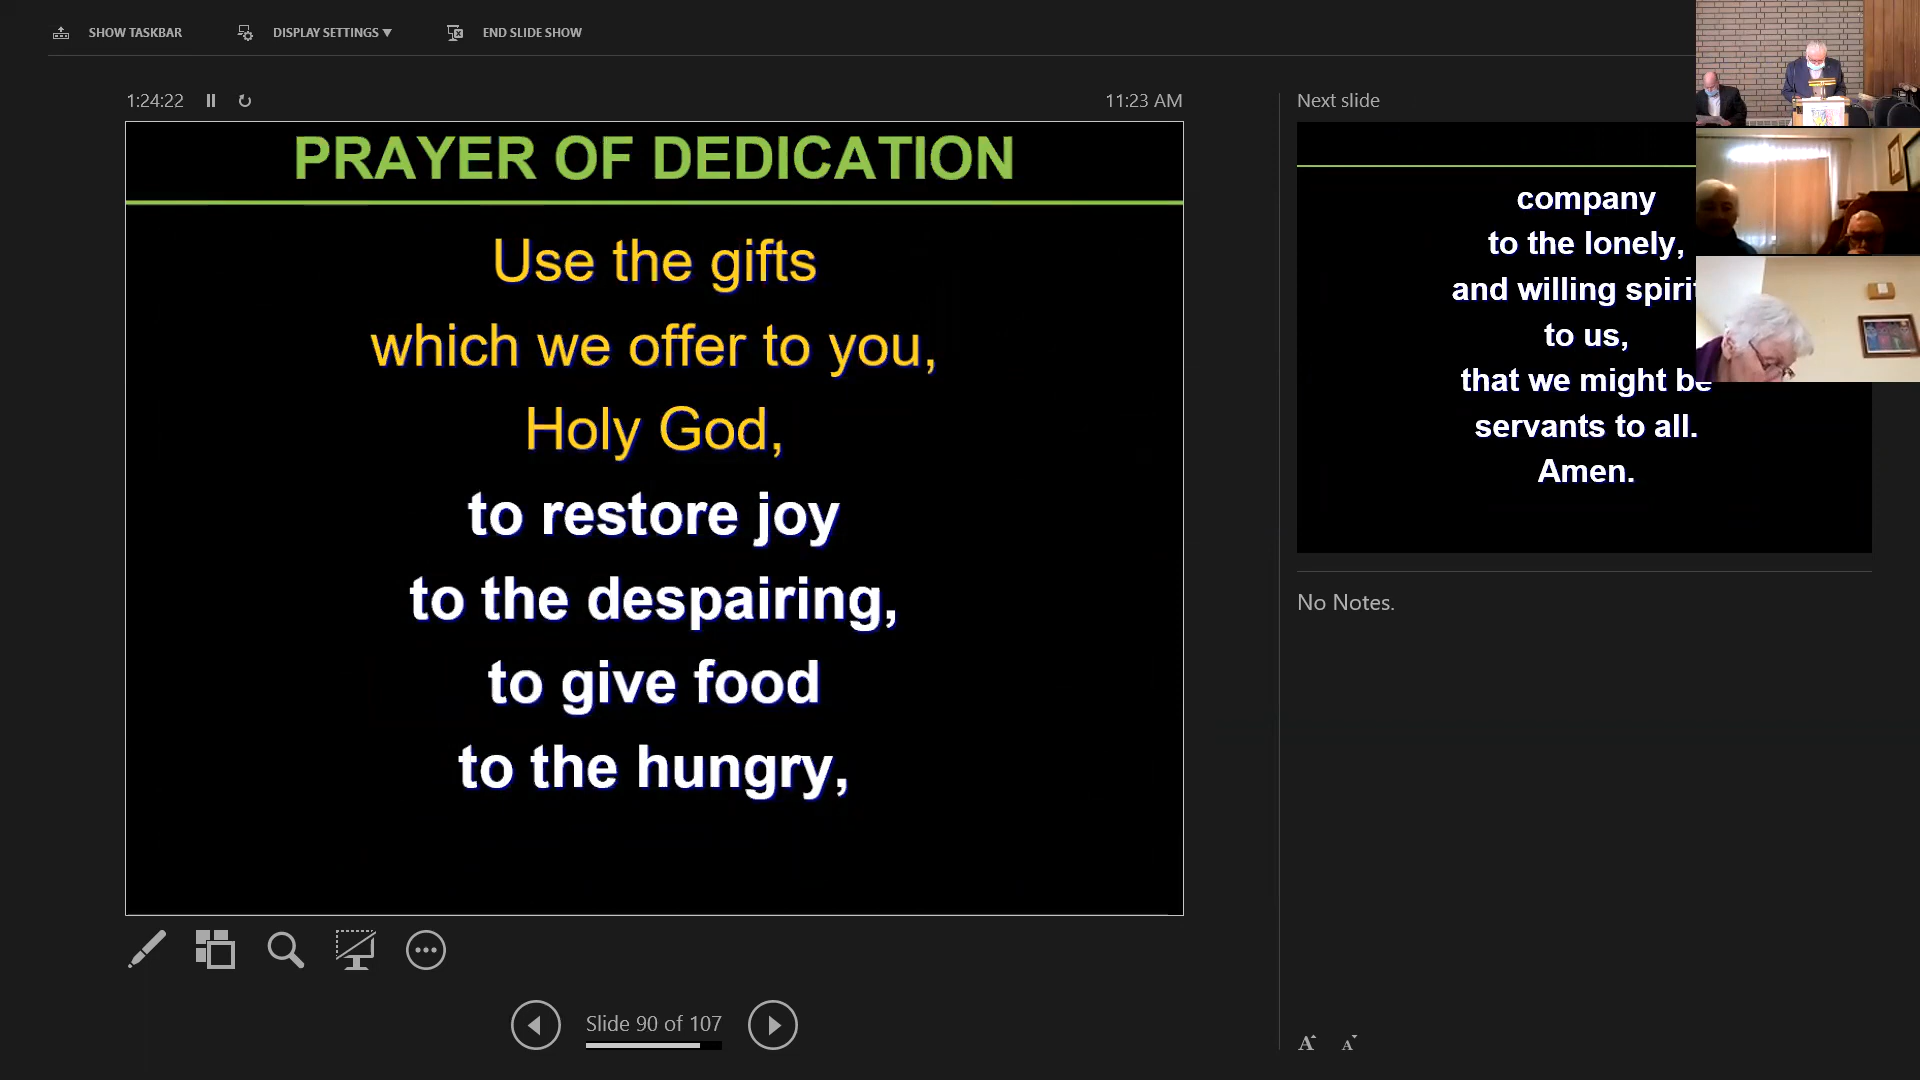 SHOW TASKBAR
DISPLAY SETTINGS ▼
END SLIDE SHOW
1:24:22
11:23 AM
PRAYER OF DEDICATION
Use the gifts
which we offer to you,
Holy God,
to restore joy
to the despairing,
to give food
to the hungry,
Slide 90 of 107
Next slide
company
to the lonely,
and willing spirit
to us,
that we might be
servants to all.
Amen.
No Notes.
A A